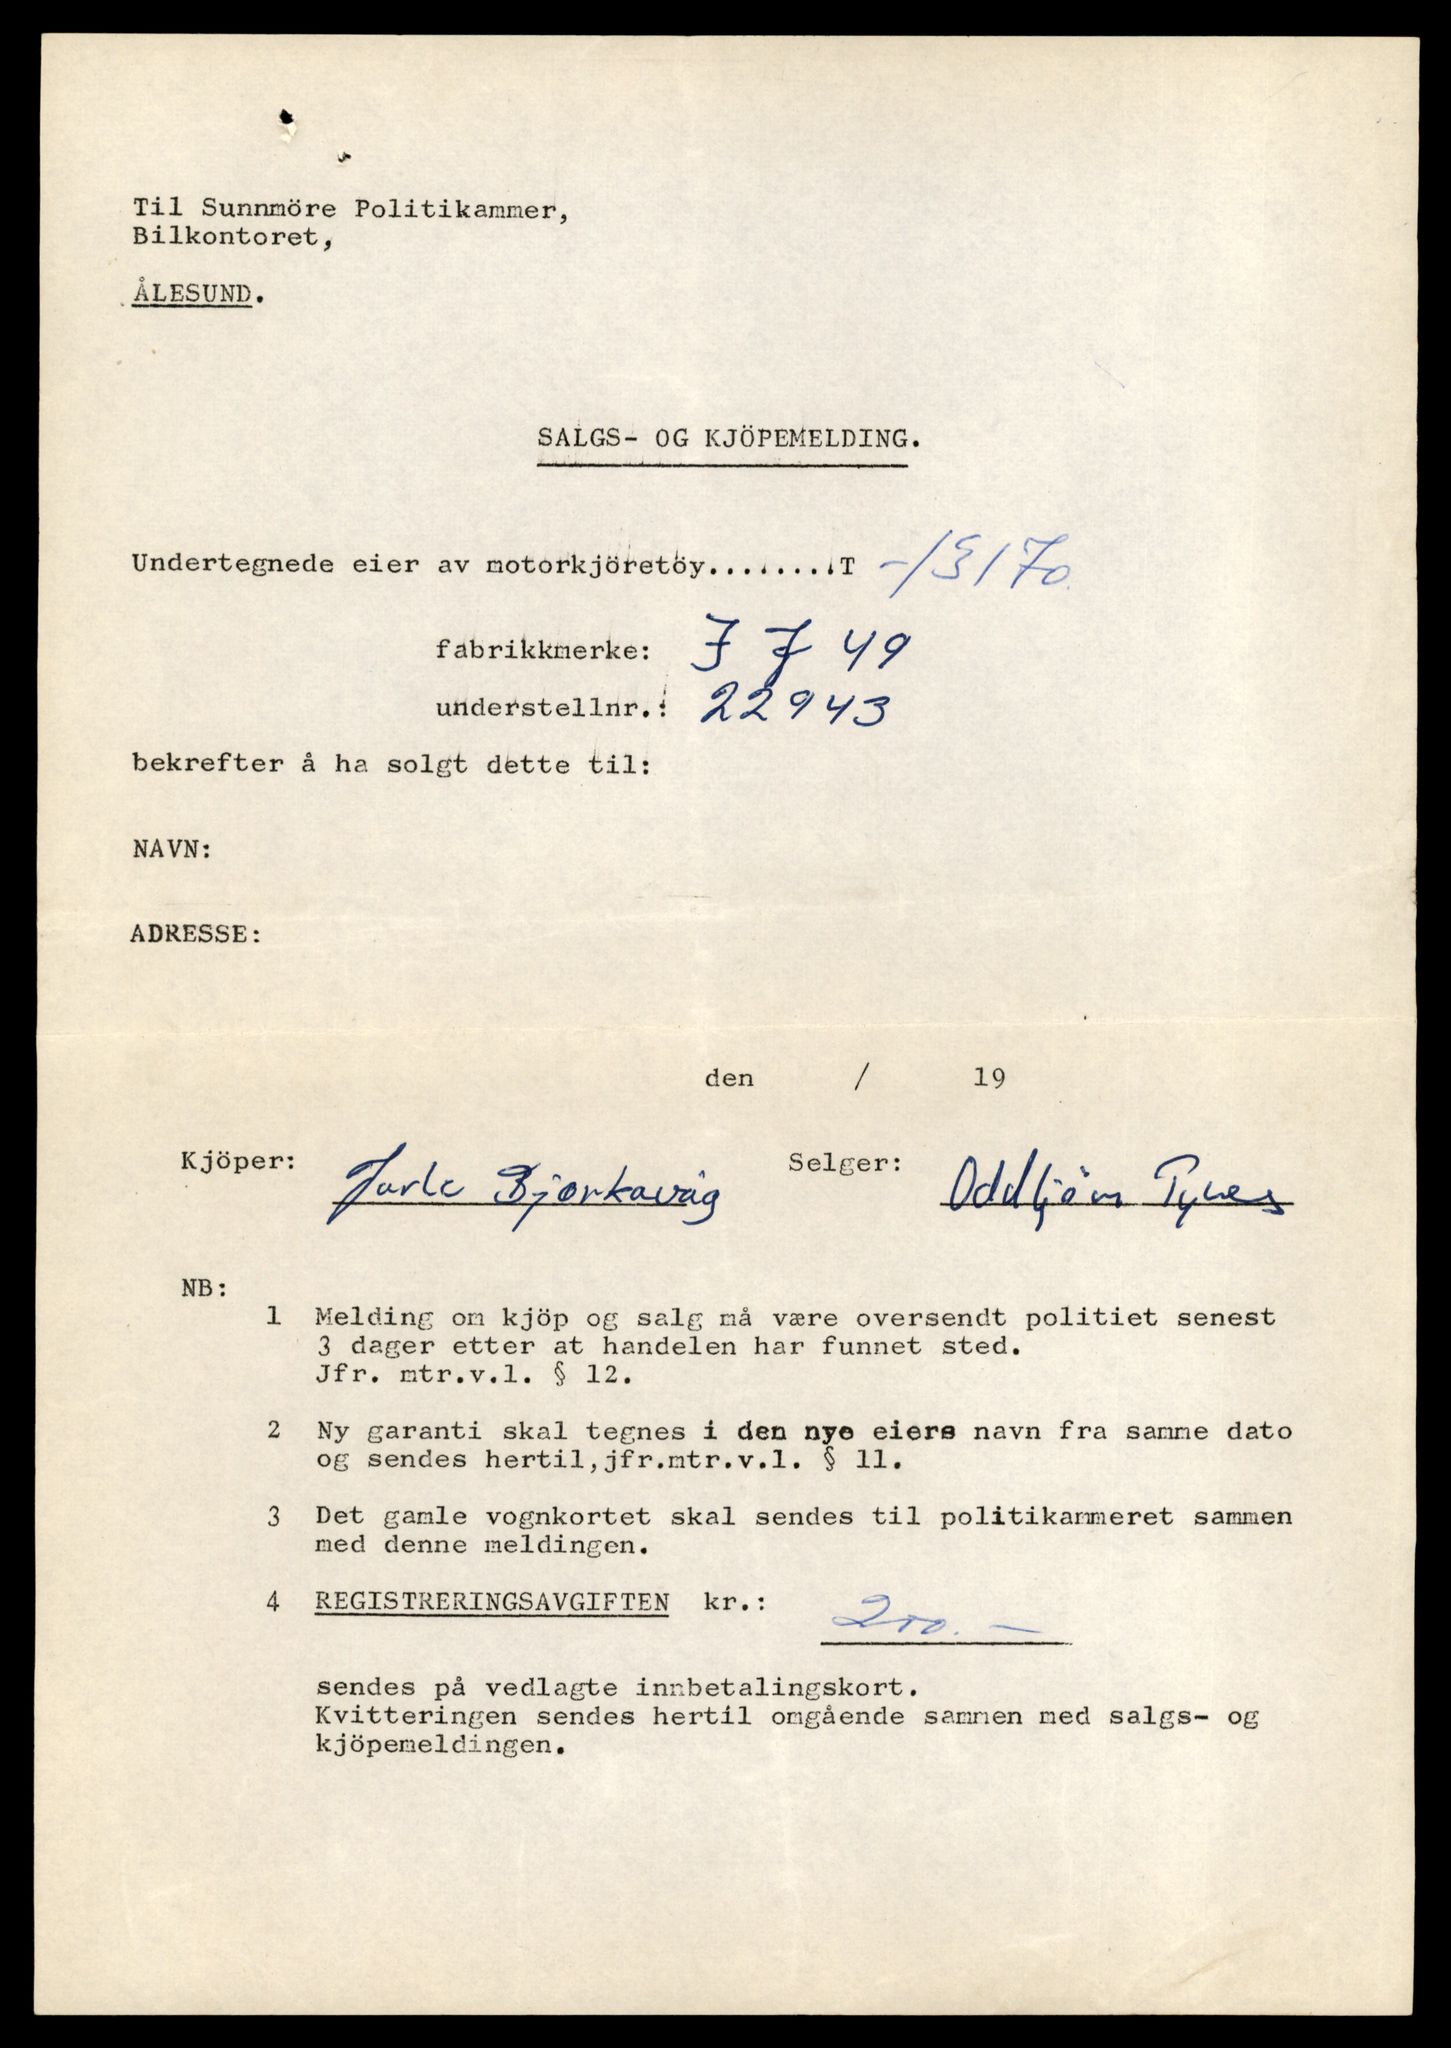 Til Sunnmöre Politikammer,
Bilkontoret,
ÅLESUND.
SALGS- OG KJÖPEMELDING.
Undertegnede eier av motorkjöretöy........T -13170
fabrikkmerke: J 7 49
understellnr.: 22943
bekrefter å ha solgt dette til:
NAVN:
ADRESSE:
den / 19
Kjöper: Jarle Bjørkavåg Selger: Oddbjörn Tynes
NB:
1 Melding om kjöp og salg må være oversendt politiet senest
3 dager etter at handelen har funnet sted.
Jfr. mtr.v.l. § 12.
2 Ny garanti skal tegnes i den nye eiers navn fra samme dato
og sendes hertil,jfr.mtr.v.l. § 11.
3 Det gamle vognkortet skal sendes til politikammeret sammen
med denne meldingen.
4 REGISTRERINGSAVGIFTEN kr.: 200.-
sendes på vedlagte innbetalingskort.
Kvitteringen sendes hertil omgående sammen med salgs- og
kjöpemeldingen.